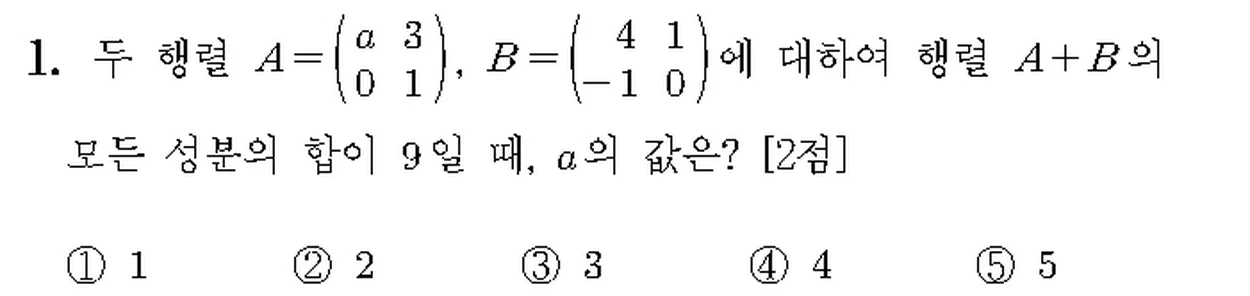 1. 두 행렬 A=(a 3 0 1), B=(4 1 -1 0)에 대하여 행렬 A+B의
모든 성분의 합이 9일 때, a의 값은? [2점]
① 1 ② 2 ③ 3 ④ 4 ⑤ 5